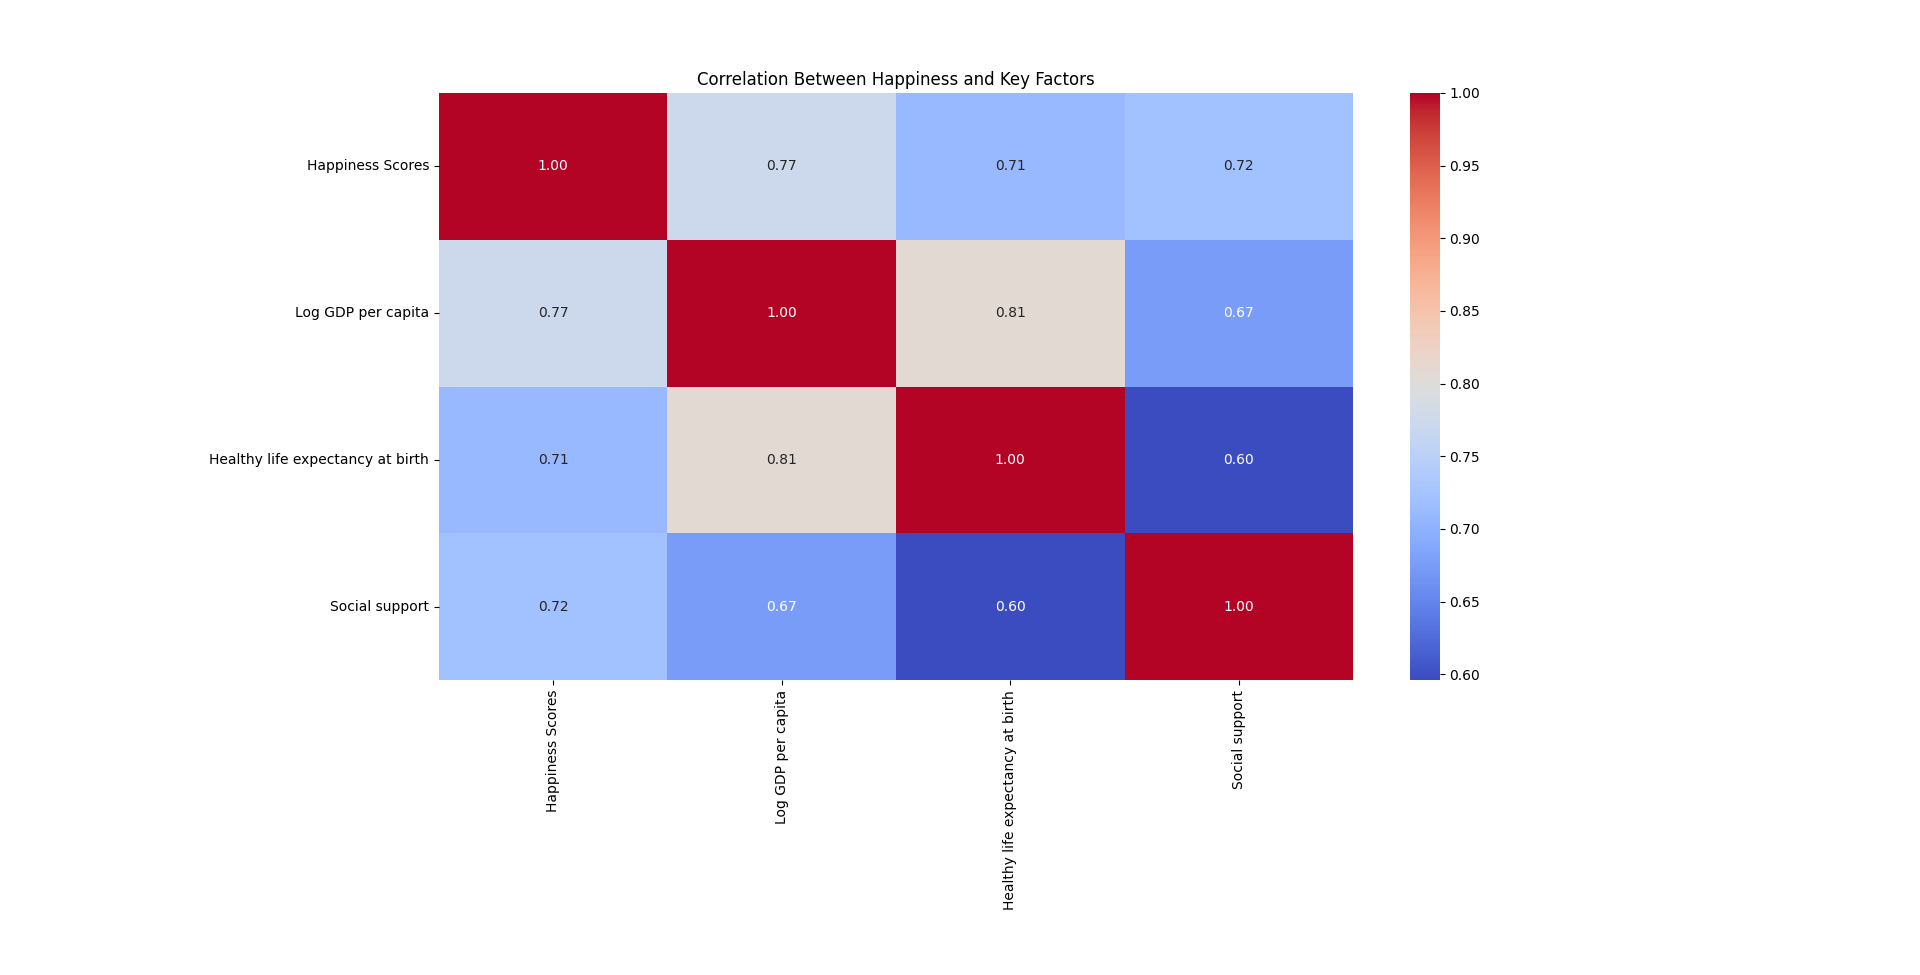 Correlation Between Happiness and Key Factors
Happiness Scores
1.00
0.77
0.71
0.72
Log GDP per capita
0.77
1.00
0.81
0.67
Healthy life expectancy at birth
0.71
0.81
1.00
0.60
Social support
0.72
0.67
0.60
1.00
Happiness Scores
Log GDP per capita
Healthy life expectancy at birth
Social support
1.00
0.95
0.90
0.85
0.80
0.75
0.70
0.65
0.60